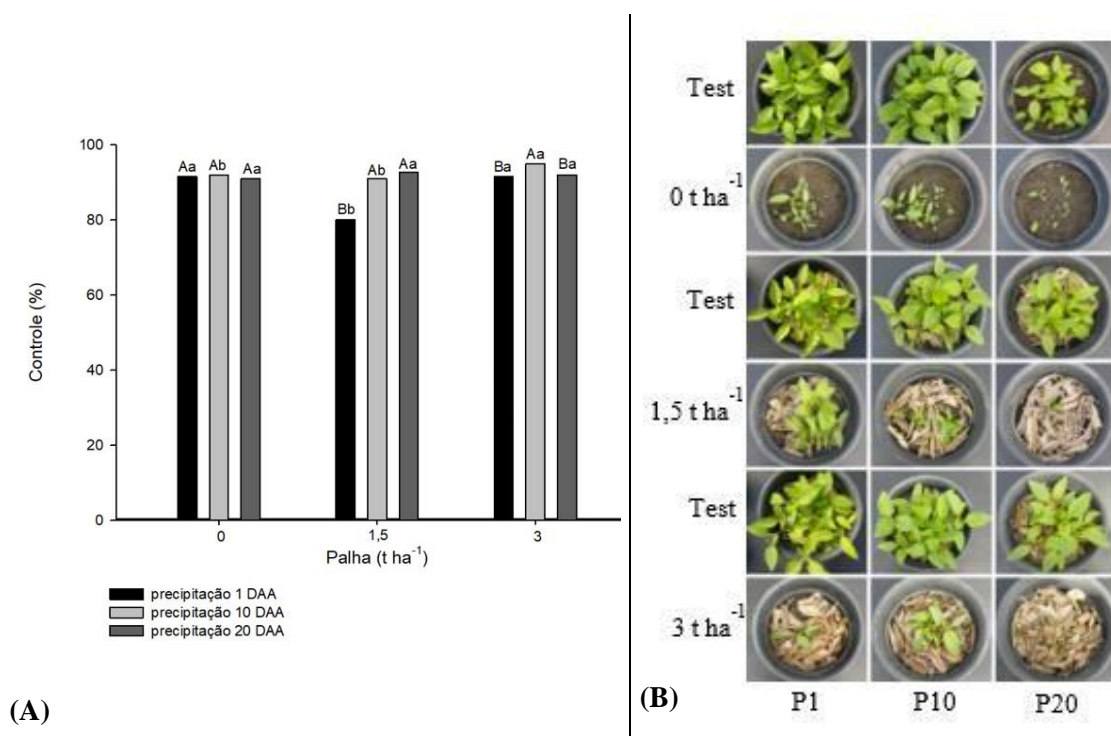 100
80
60
40
20
0
Controle (%)
Aa Ab Aa
Bb Ab Aa
Ba Aa Ba
0 1,5 3
Palha (t ha⁻¹)
precipitação 1 DAA
precipitação 10 DAA
precipitação 20 DAA
(A)
Test
0 t ha⁻¹
Test
1,5 t ha⁻¹
Test
3 t ha⁻¹
P1 P10 P20
(B)